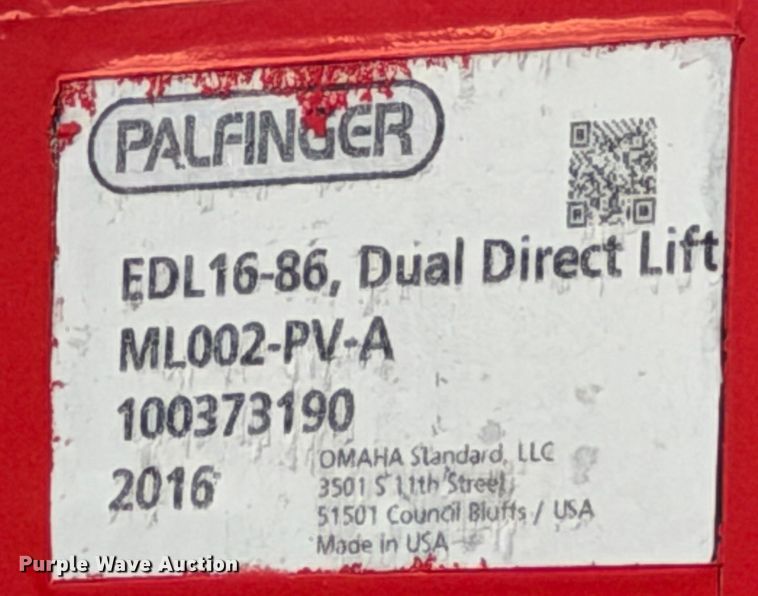 PALFINGER
EDL16-86, Dual Direct Lift
ML002-PV-A
100373190
2016
OMAHA Standard, LLC
3501 S 11th Street
51501 Council Bluffs / USA
Made in USA
Purple Wave Auction